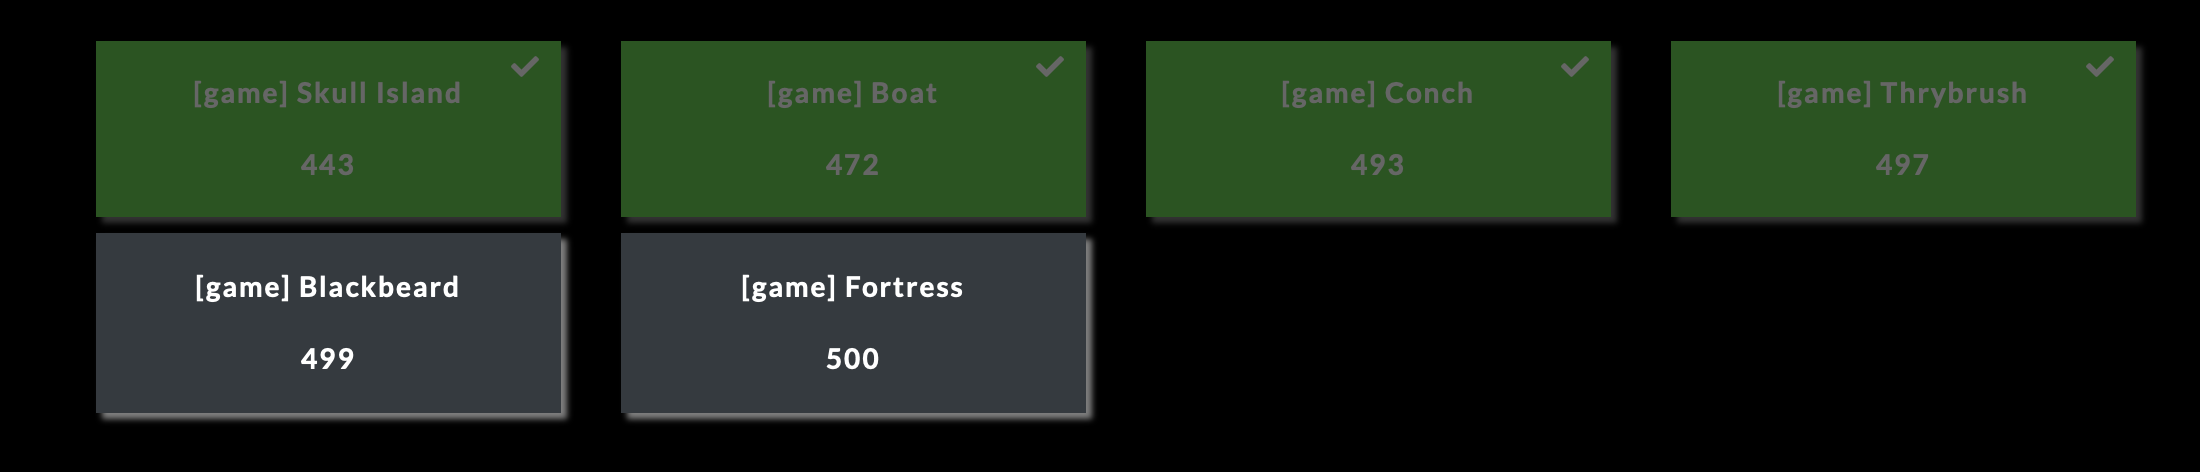 [game] Skull Island
443
[game] Boat
472
[game] Conch
493
[game] Thrybrush
497
[game] Blackbeard
499
[game] Fortress
500